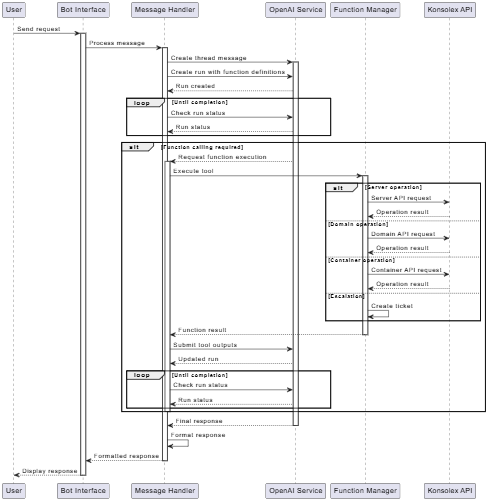 User
Bot Interface
Message Handler
OpenAI Service
Function Manager
Konsolex API
Send request
Process message
Create thread message
Create run with function definitions
Run created
loop
[Until completion]
Check run status
Run status
alt
[Function calling required]
Request function execution
Execute tool
alt
[Server operation]
Server API request
Operation result
[Domain operation]
Domain API request
Operation result
[Container operation]
Container API request
Operation result
[Escalation]
Create ticket
Function result
Submit tool outputs
Updated run
loop
[Until completion]
Check run status
Run status
Final response
Format response
Formatted response
Display response
User
Bot Interface
Message Handler
OpenAI Service
Function Manager
Konsolex API